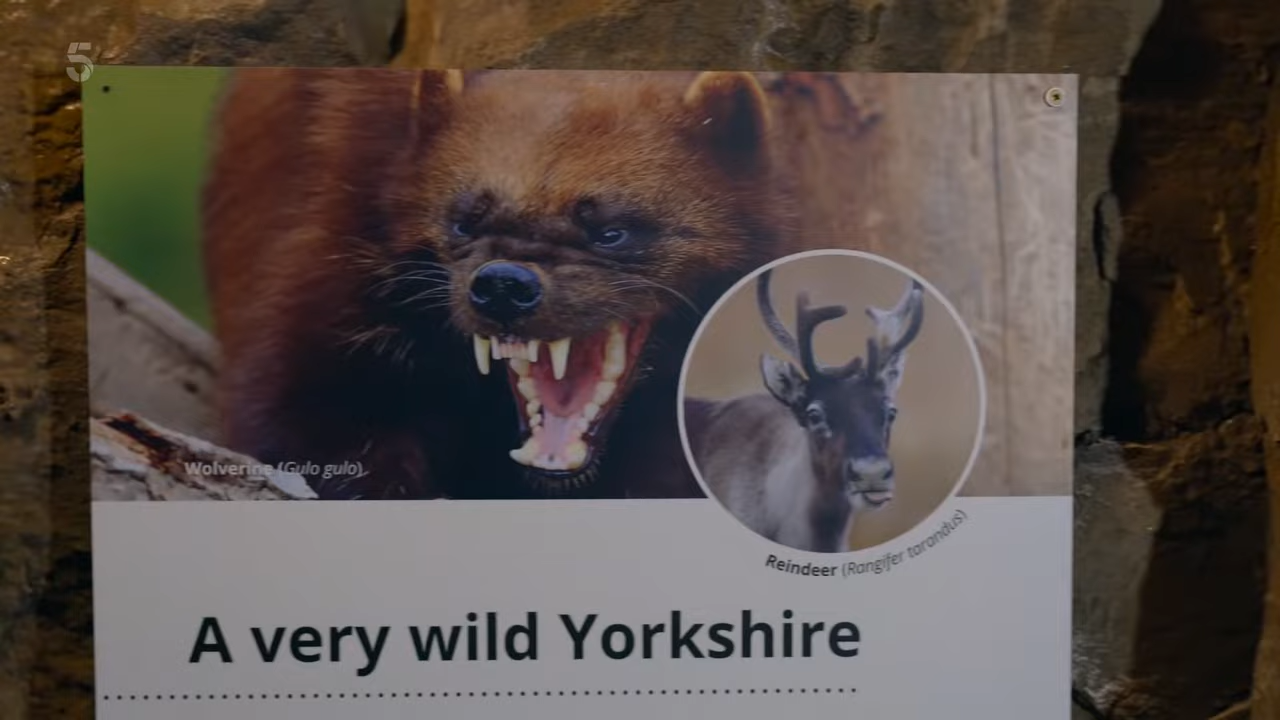 5
Wolverine (Gulo gulo)
Reindeer (Rangifer tarandus)
A very wild Yorkshire